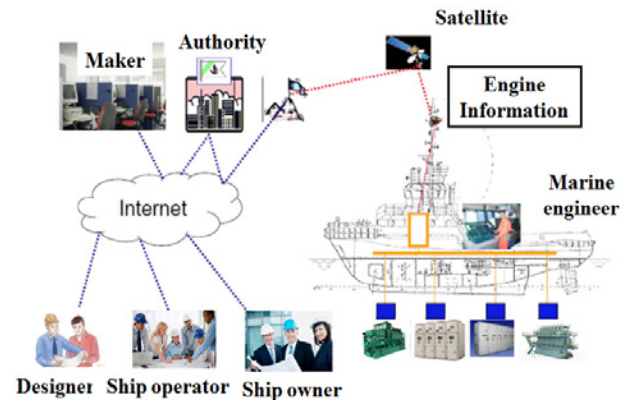 Satellite
Authority
Maker
Engine
Information
Internet
Marine
engineer
Designer
Ship operator
Ship owner